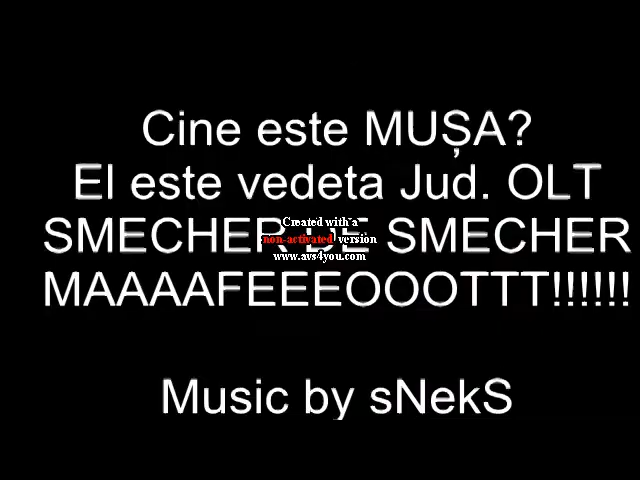 Cine este MUȘA?
El este vedeta Jud. OLT
SMECHER DE SMECHER
Created with a
non-activated version
www.avs4you.com
MAAAAFEEEOOOTTT!!!!!!
Music by sNekS